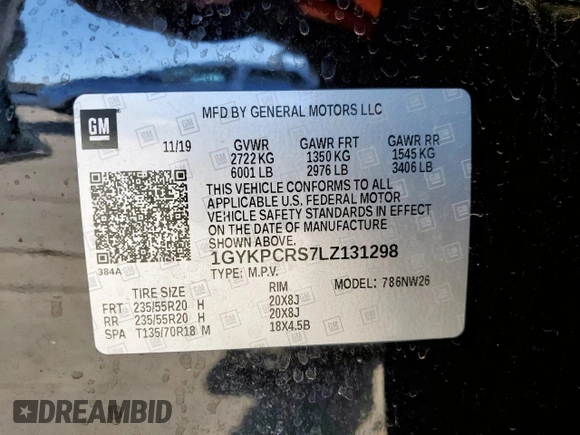 GM
MFD BY GENERAL MOTORS LLC
11/19 GVWR GAWR FRT GAWR RR
2722 KG 1350 KG 1545 KG
6001 LB 2976 LB 3406 LB
THIS VEHICLE CONFORMS TO ALL
APPLICABLE U.S. FEDERAL MOTOR
VEHICLE SAFETY STANDARDS IN EFFECT
ON THE DATE OF MANUFACTURE
SHOWN ABOVE.
384A
1GYKPCRS7LZ131298
TYPE: M.P.V. MODEL: 786NW26
TIRE SIZE RIM
FRT 235/55R20 H 20X8J
RR 235/55R20 H 20X8J
SPA T135/70R18 M 18X4.5B
DREAMBID